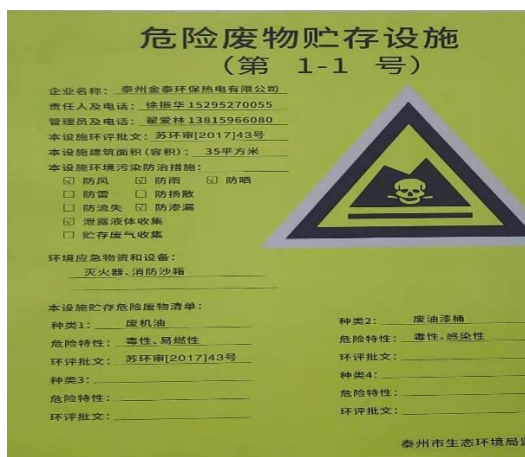 危险废物贮存设施
（第 1-1 号）
企业名称： 泰州金泰环保热电有限公司
责任人及电话： 徐振华15295270055
管理员及电话： 翟爱林13815966080
本设施环评批文： 苏环审[2017]43号
本设施建筑面积(容积)： 35平方米
本设施环境污染防治措施：
☑ 防风 ☑ 防雨 ☑ 防晒
☐ 防雷 ☐ 防扬散
☐ 防流失 ☑ 防渗漏
☑ 泄露液体收集
☐ 贮存废气收集
环境应急物资和设备：
灭火器、消防沙箱
本设施贮存危险废物清单：
种类1： 废机油
危险特性： 毒性、易燃性
环评批文： 苏环审[2017]43号
种类3：
危险特性：
环评批文：
种类2： 废油漆桶
危险特性： 毒性、感染性
环评批文：
种类4：
危险特性：
环评批文：
泰州市生态环境局监